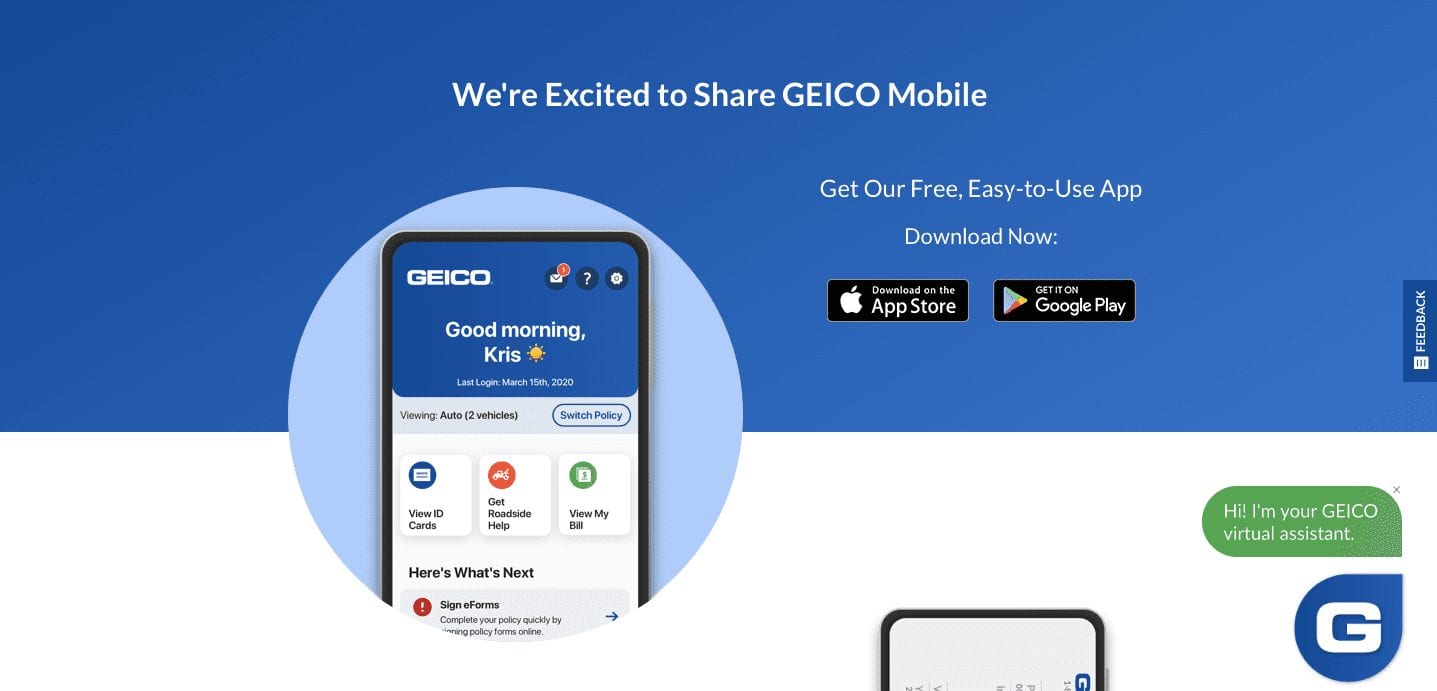 We're Excited to Share GEICO Mobile
Get Our Free, Easy-to-Use App
Download Now:
Download on the
App Store
GET IT ON
Google Play
FEEDBACK
GEICO
1
?
Good morning,
Kris
Last Login: March 15th, 2020
Viewing: Auto (2 vehicles)
Switch Policy
View ID
Cards
Get
Roadside
Help
View My
Bill
Here's What's Next
Sign eForms
Complete your policy quickly by
signing policy forms online.
Hi! I'm your GEICO
virtual assistant.
G